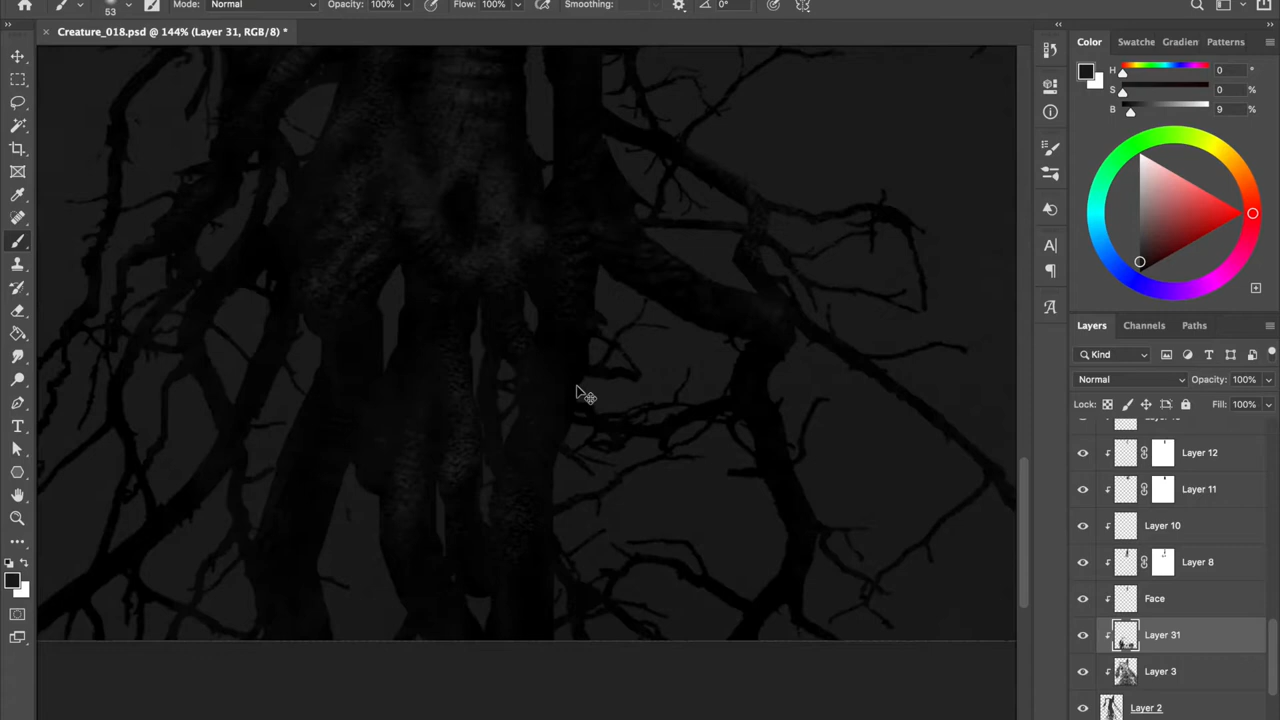 53 Mode: Normal Opacity: 100% Flow: 100% Smoothing: 0°
Creature_018.psd @ 144% (Layer 31, RGB/8) *
Color Swatche Gradien Patterns
H 0 °
S 0 %
B 9 %
Layers Channels Paths
Kind
Normal Opacity: 100%
Lock: Fill: 100%
Layer 12
Layer 11
Layer 10
Layer 8
Face
Layer 31
Layer 3
Layer 2